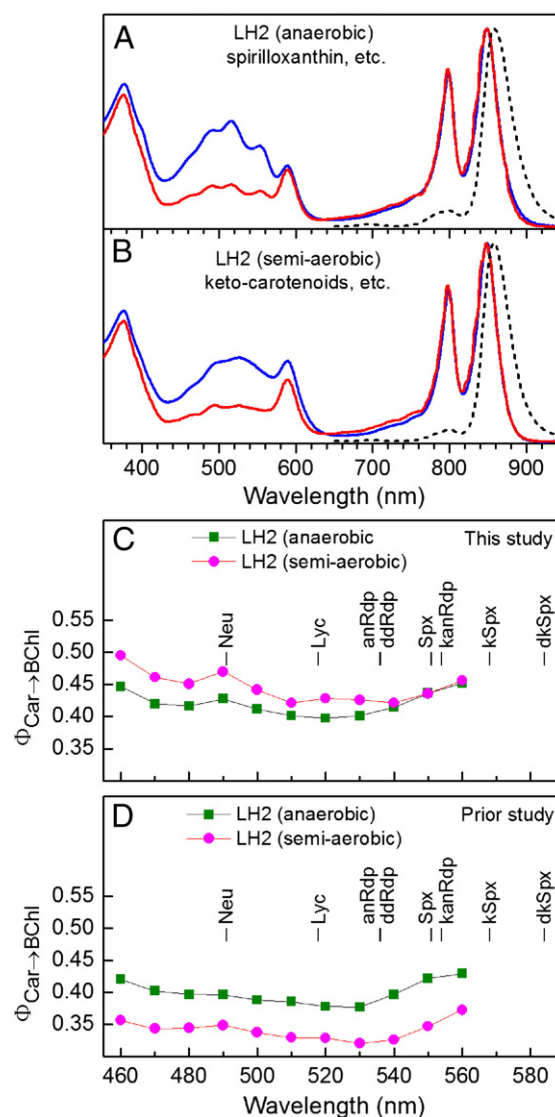 A
LH2 (anaerobic)
spirilloxanthin, etc.
B
LH2 (semi-aerobic)
keto-carotenoids, etc.
400 500 600 700 800 900
Wavelength (nm)
C
LH2 (anaerobic
This study
LH2 (semi-aerobic)
Neu
Lyc
anRdp
ddRdp
Spx
kanRdp
kSpx
dkSpx
0.55
0.50
0.45
0.40
0.35
ΦCar→BChl
D
LH2 (anaerobic)
Prior study
LH2 (semi-aerobic)
Neu
Lyc
anRdp
ddRdp
Spx
kanRdp
kSpx
dkSpx
0.55
0.50
0.45
0.40
0.35
ΦCar→BChl
460 480 500 520 540 560 580
Wavelength (nm)